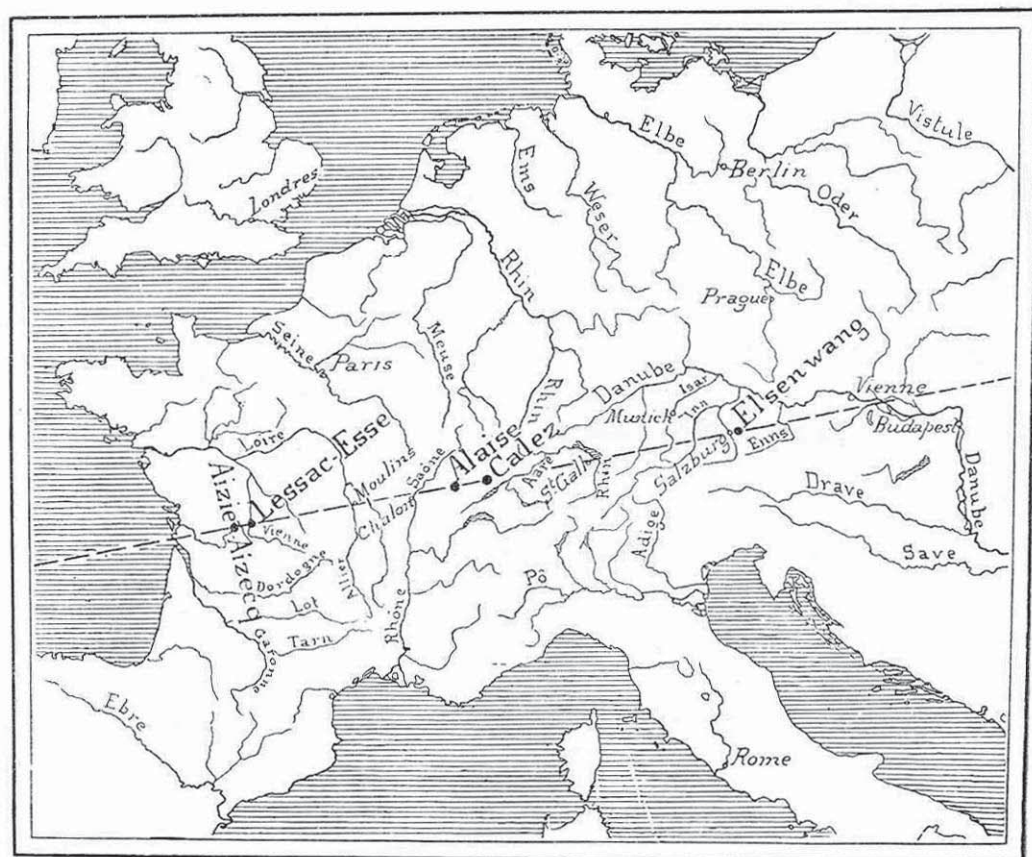 Londres
Elbe
Vistule
Ems
Weser
Berlin
Oder
Rhin
Elbe
Prague
Seine
Paris
Meuse
Rhin
Danube
Isar
Munich
Inn
Elsenwang
Vienne
Budapest
Loire
Lessac-Esse
Moulins
Chalon
Saône
Alaise
Cadez
Aare
St Gall
Rhin
Salzburg
Enns
Danube
Aizie
Aizecq
Vienne
Dordogne
Allier
Adige
Drave
Save
Lot
Tarn
Garonne
Rhône
Pô
Ebre
Rome